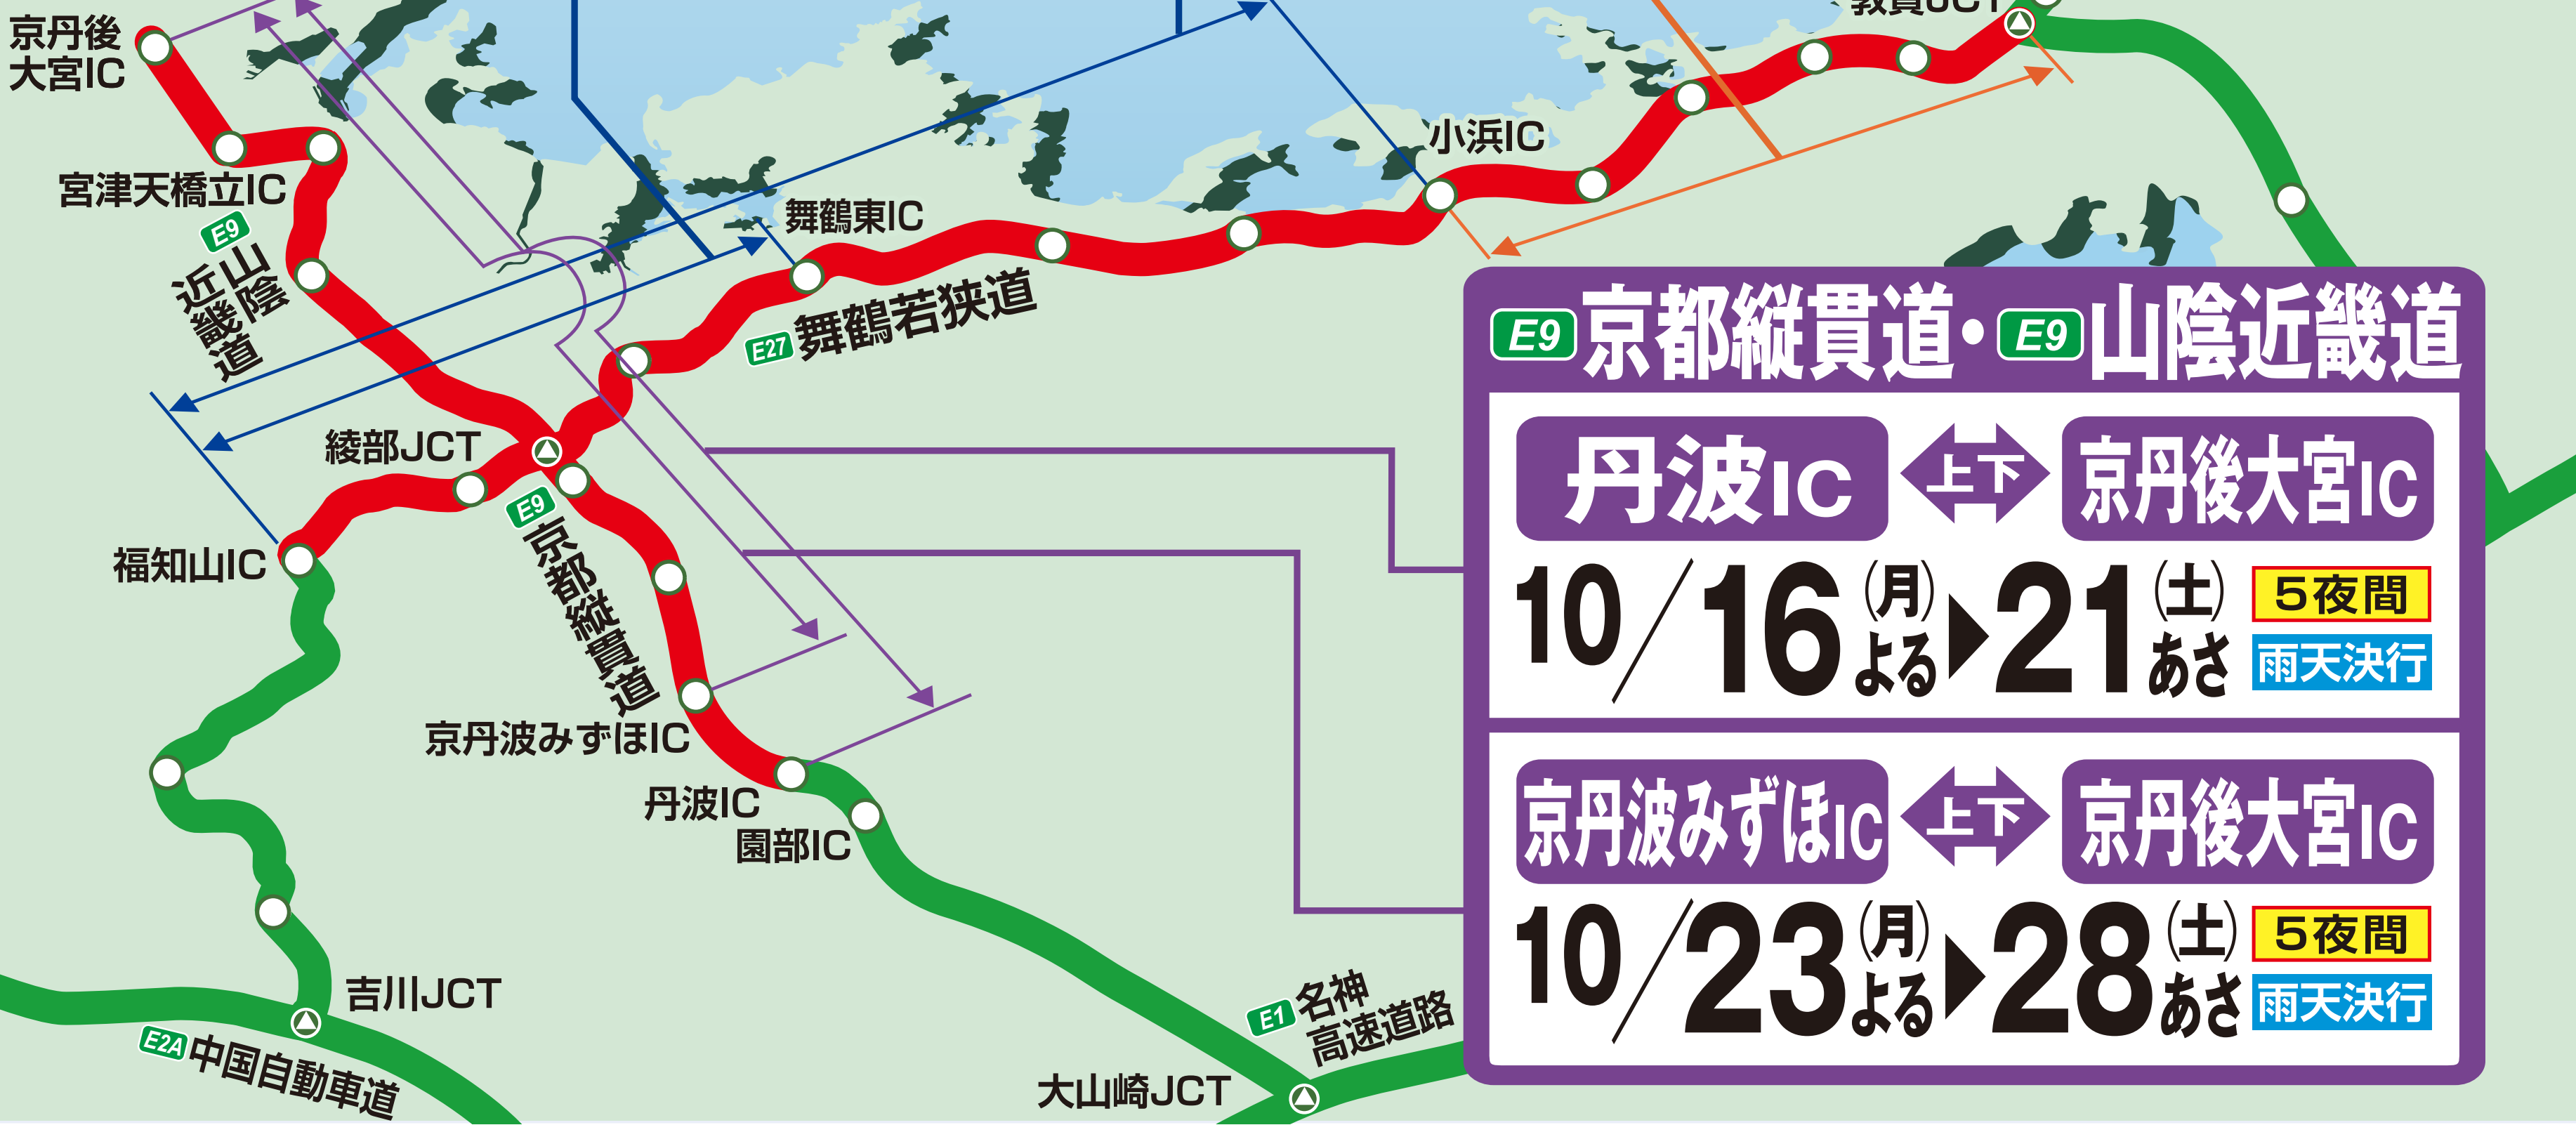 敦賀JCT
京丹後
大宮IC
小浜IC
宮津天橋立IC
舞鶴東IC
E9
山陰
近畿道
E27 舞鶴若狭道
E9 京都縦貫道・E9 山陰近畿道
丹波IC 上下 京丹後大宮IC
10/16(月)よる▶21(土)あさ
5夜間
雨天決行
京丹波みずほIC 上下 京丹後大宮IC
10/23(月)よる▶28(土)あさ
5夜間
雨天決行
綾部JCT
E9
京都縦貫道
福知山IC
京丹波みずほIC
丹波IC
園部IC
吉川JCT
E2A 中国自動車道
E1 名神
高速道路
大山崎JCT